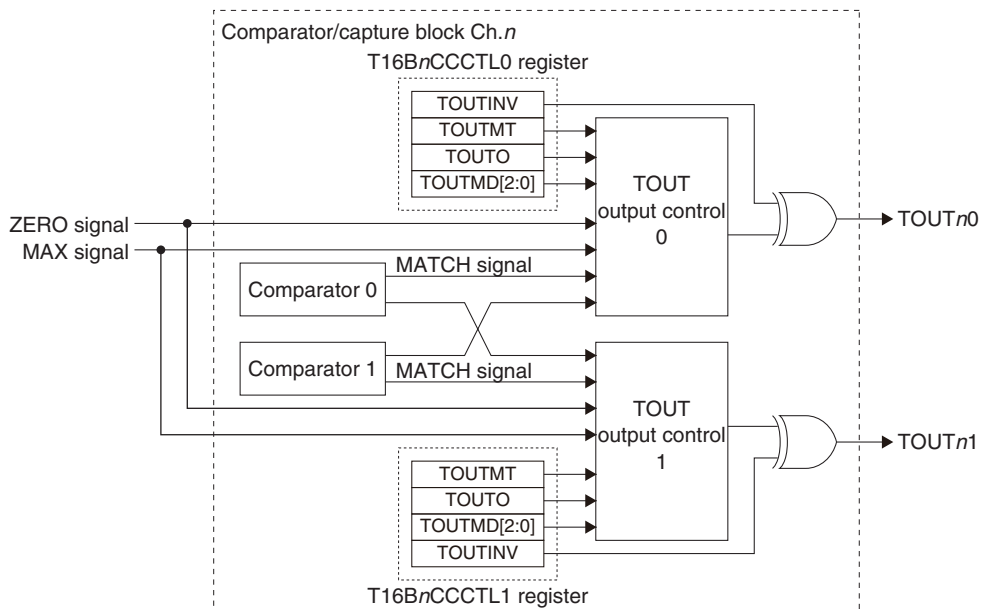 Comparator/capture block Ch.n
T16BnCCCTL0 register
TOUTINV
TOUTMT
TOUTO
TOUTMD[2:0]
TOUT
output control
0
TOUTn0
ZERO signal
MAX signal
MATCH signal
Comparator 0
Comparator 1
MATCH signal
TOUT
output control
1
TOUTn1
TOUTMT
TOUTO
TOUTMD[2:0]
TOUTINV
T16BnCCCTL1 register